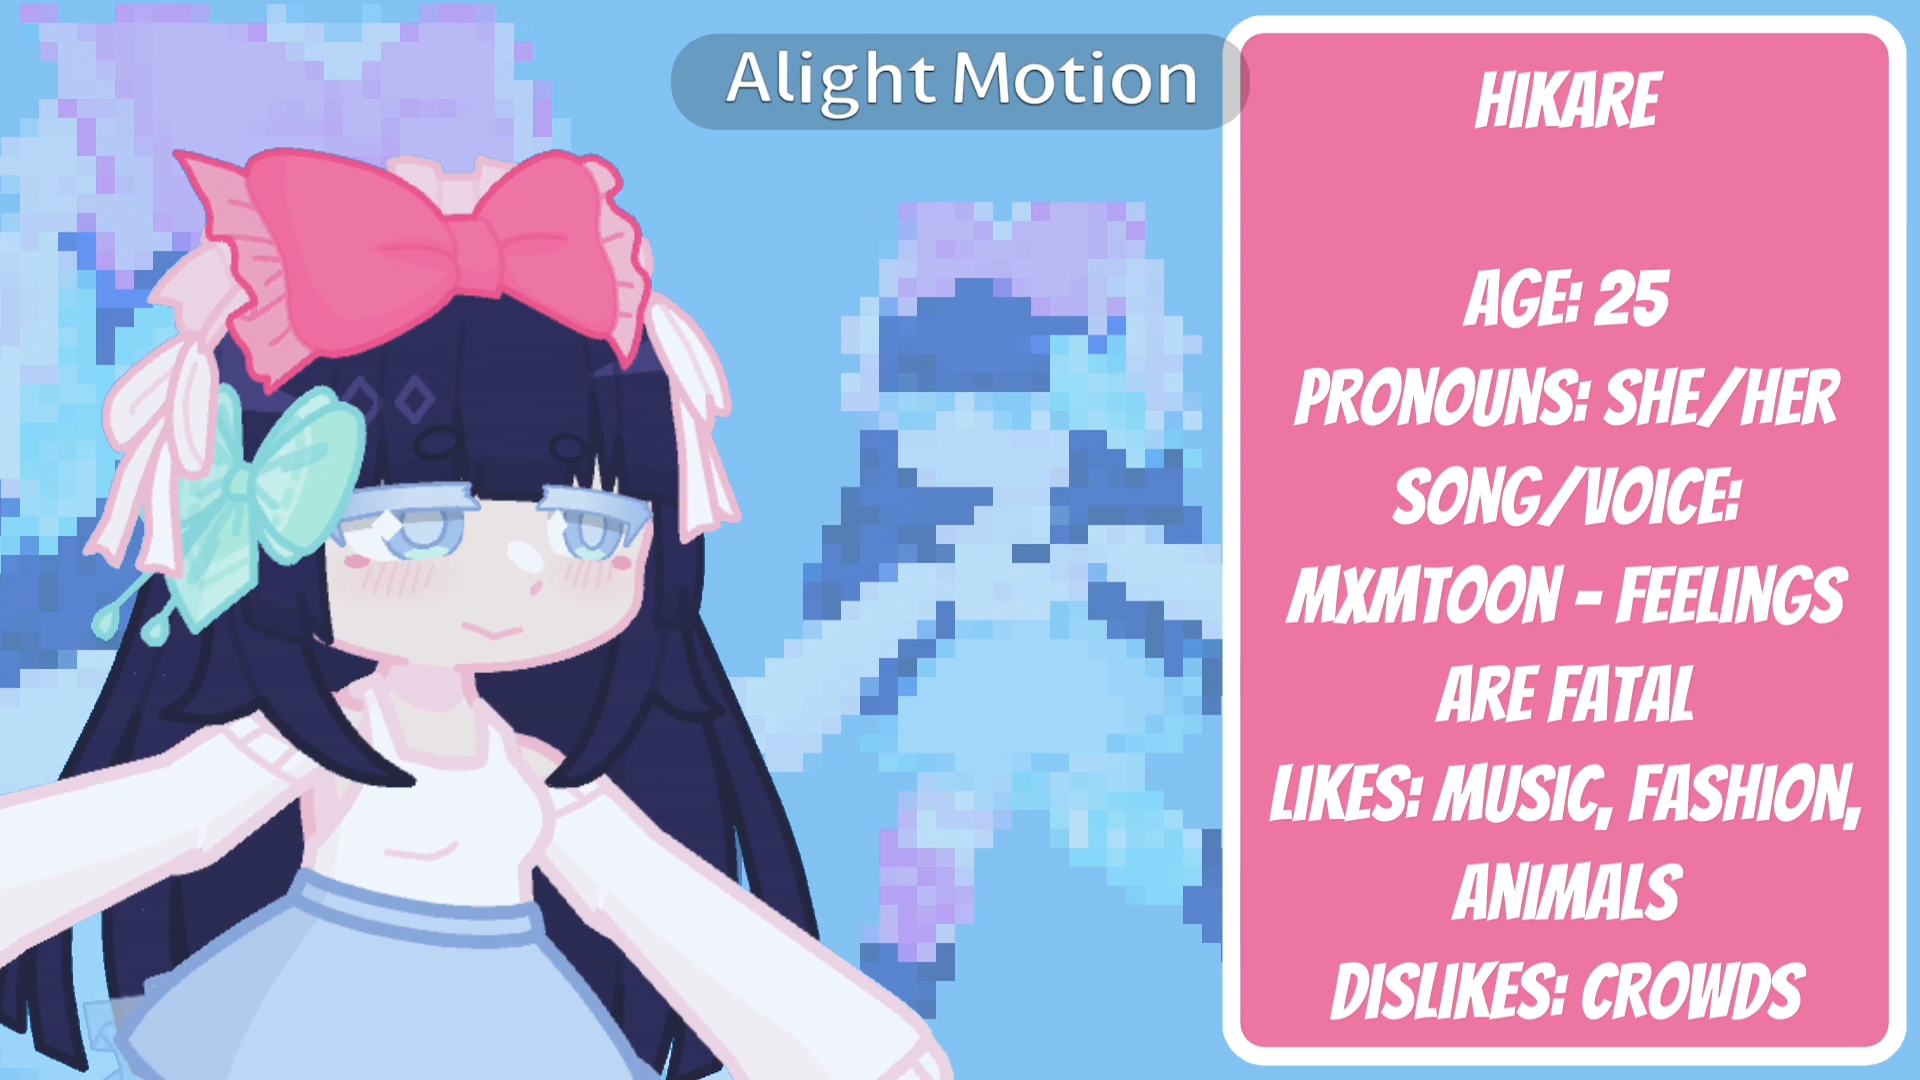 Alight Motion
HIKARE
AGE: 25
PRONOUNS: SHE/HER
SONG/VOICE:
MXMTOON - FEELINGS
ARE FATAL
LIKES: MUSIC, FASHION,
ANIMALS
DISLIKES: CROWDS